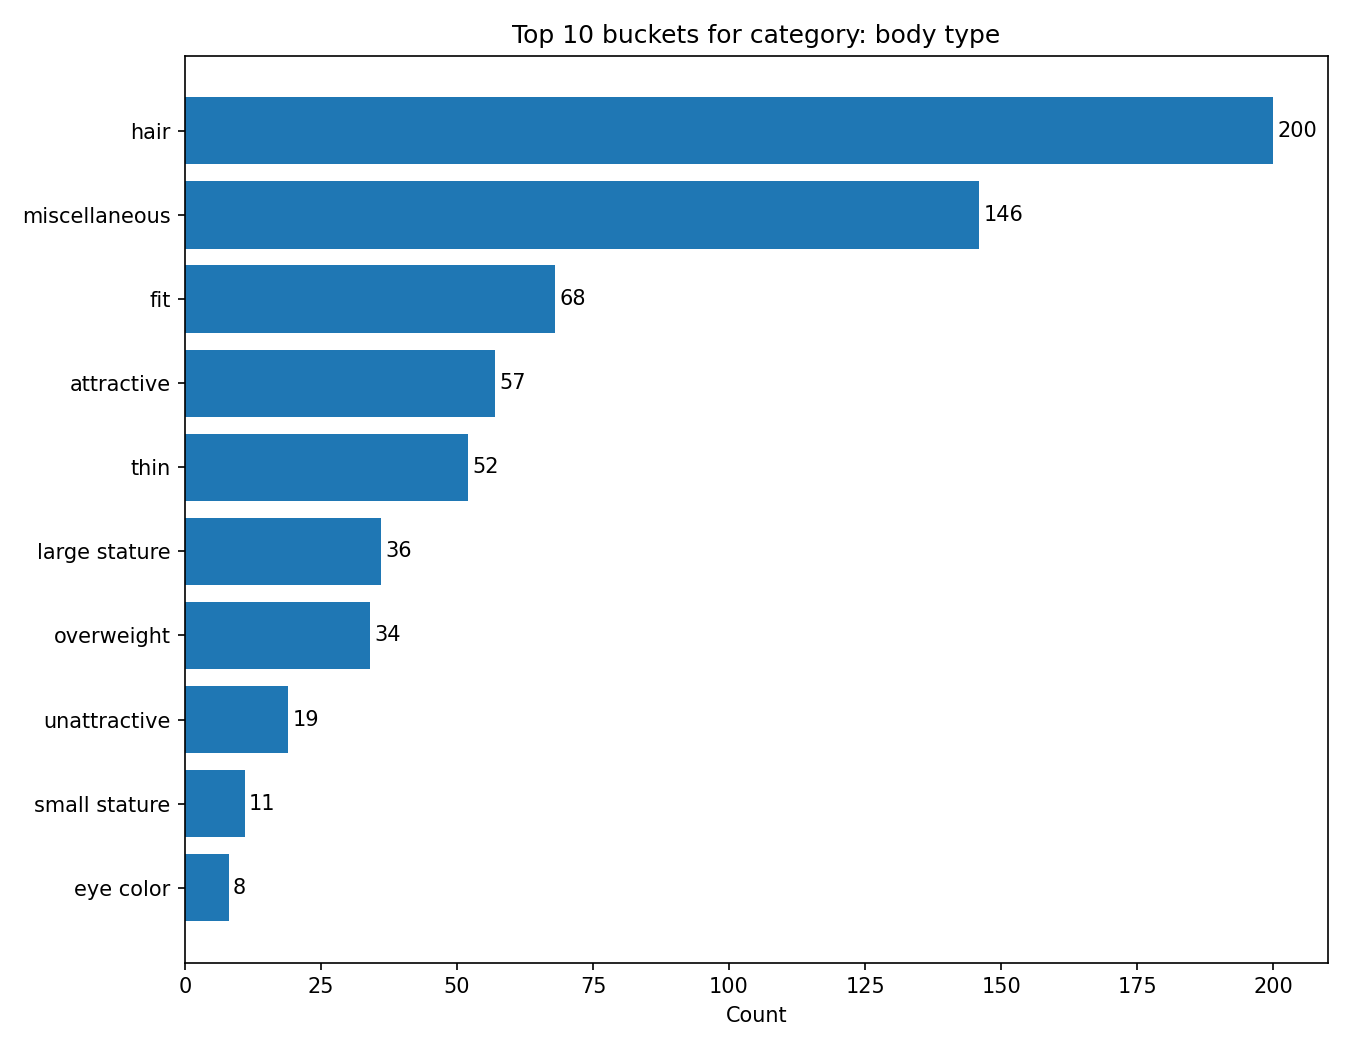 Top 10 buckets for category: body type
hair 200
miscellaneous 146
fit 68
attractive 57
thin 52
large stature 36
overweight 34
unattractive 19
small stature 11
eye color 8
0 25 50 75 100 125 150 175 200
Count